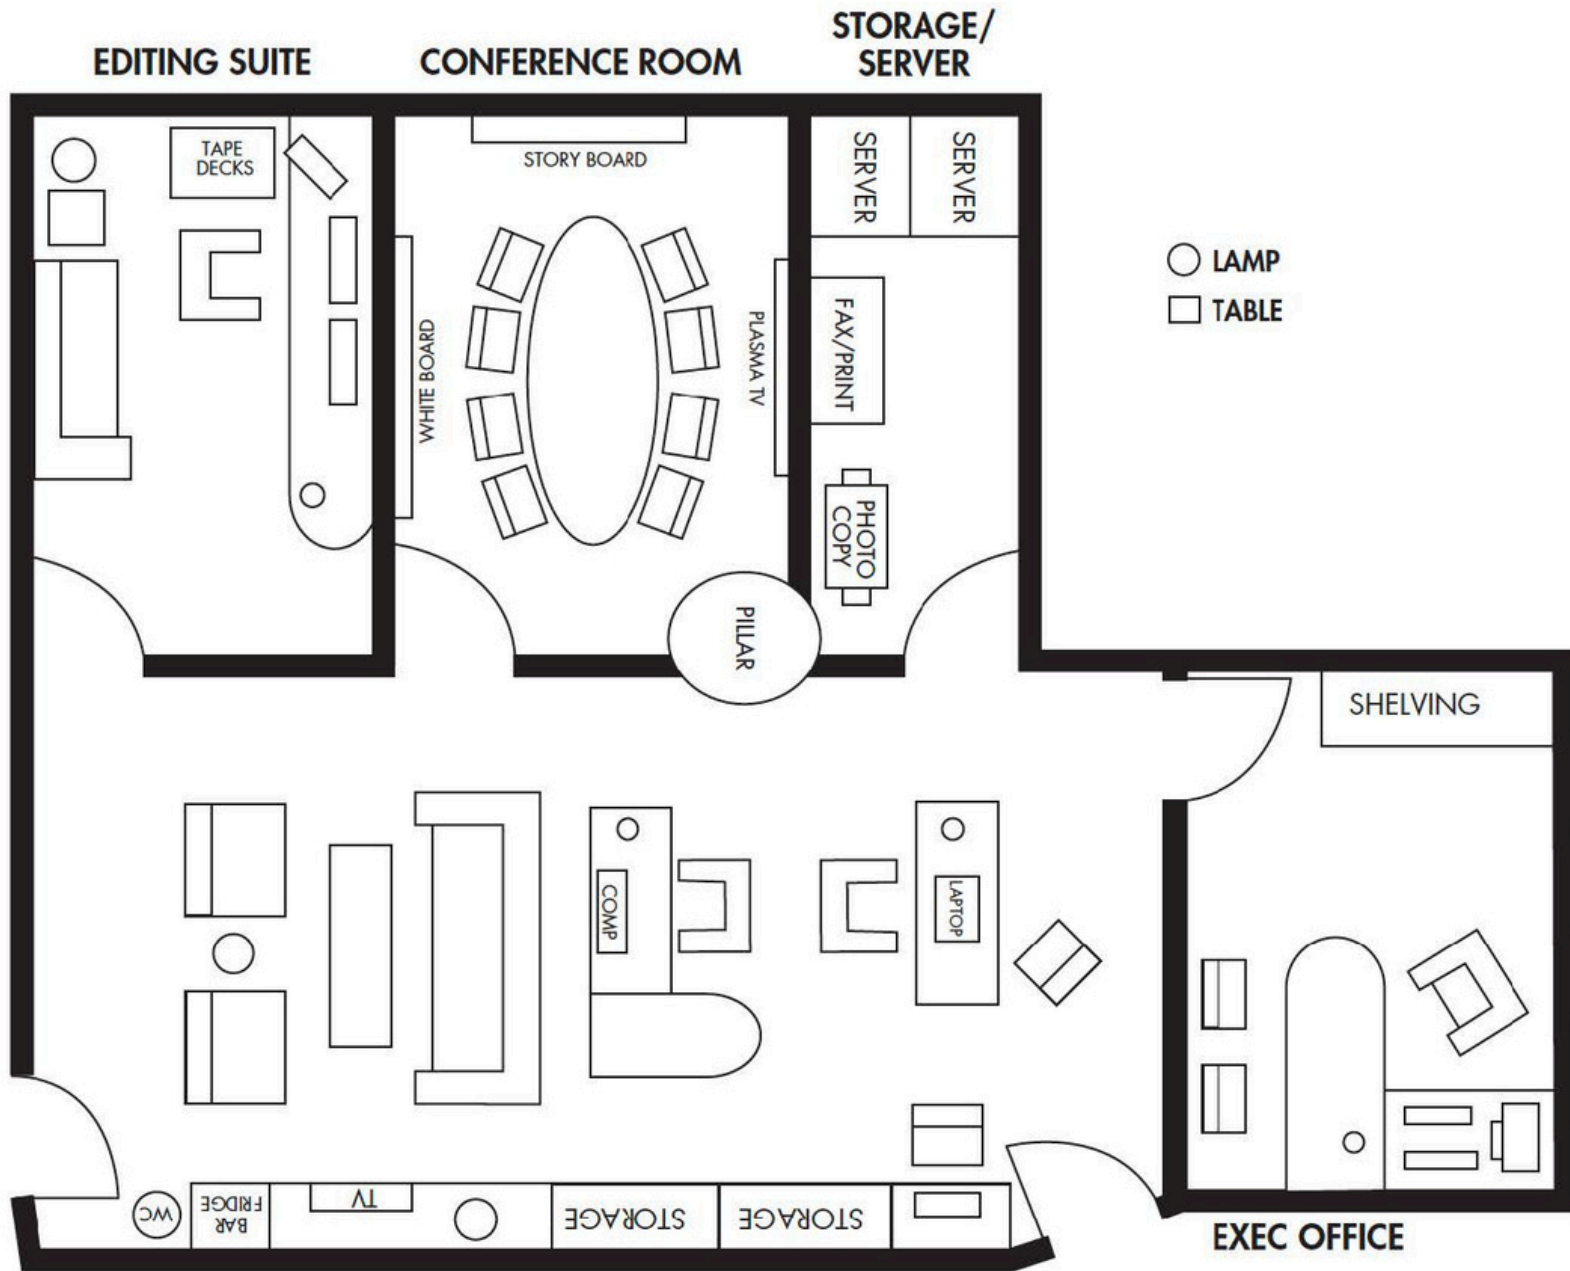 EDITING SUITE
CONFERENCE ROOM
STORAGE/
SERVER
TAPE
DECKS
STORY BOARD
SERVER
SERVER
LAMP
TABLE
WHITE BOARD
PLASMA TV
FAX/PRINT
PHOTO
COPY
PILLAR
SHELVING
COMP
LAPTOP
WC
BAR
FRIDGE
TV
STORAGE
STORAGE
EXEC OFFICE